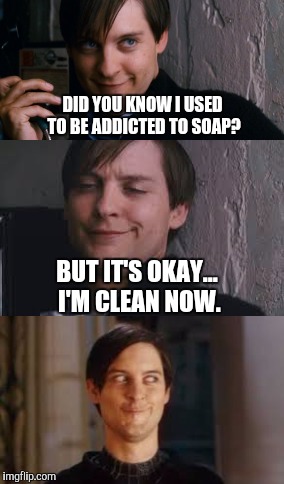 DID YOU KNOW I USED
TO BE ADDICTED TO SOAP?
BUT IT'S OKAY...
I'M CLEAN NOW.
imgflip.com